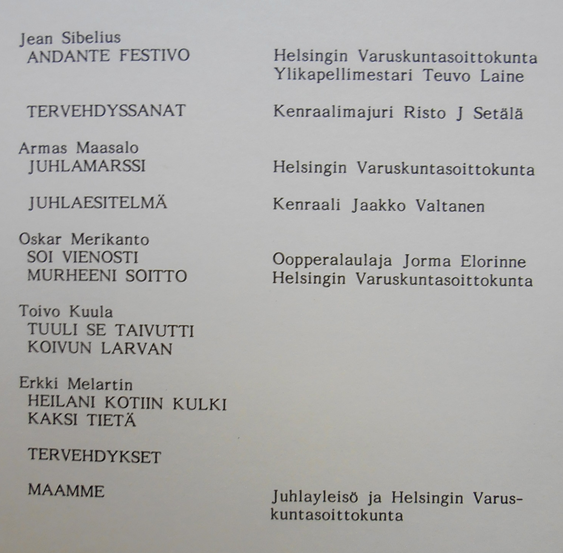 Jean Sibelius
ANDANTE FESTIVO Helsingin Varuskuntasoittokunta
Ylikapellimestari Teuvo Laine
TERVEHDYSSANAT Kenraalimajuri Risto J Setälä
Armas Maasalo
JUHLAMARSSI Helsingin Varuskuntasoittokunta
JUHLAESITELMÄ Kenraali Jaakko Valtanen
Oskar Merikanto
SOI VIENOSTI Oopperalaulaja Jorma Elorinne
MURHEENI SOITTO Helsingin Varuskuntasoittokunta
Toivo Kuula
TUULI SE TAIVUTTI
KOIVUN LARVAN
Erkki Melartin
HEILANI KOTIIN KULKI
KAKSI TIETÄ
TERVEHDYKSET
MAAMME Juhlayleisö ja Helsingin Varus-
kuntasoittokunta